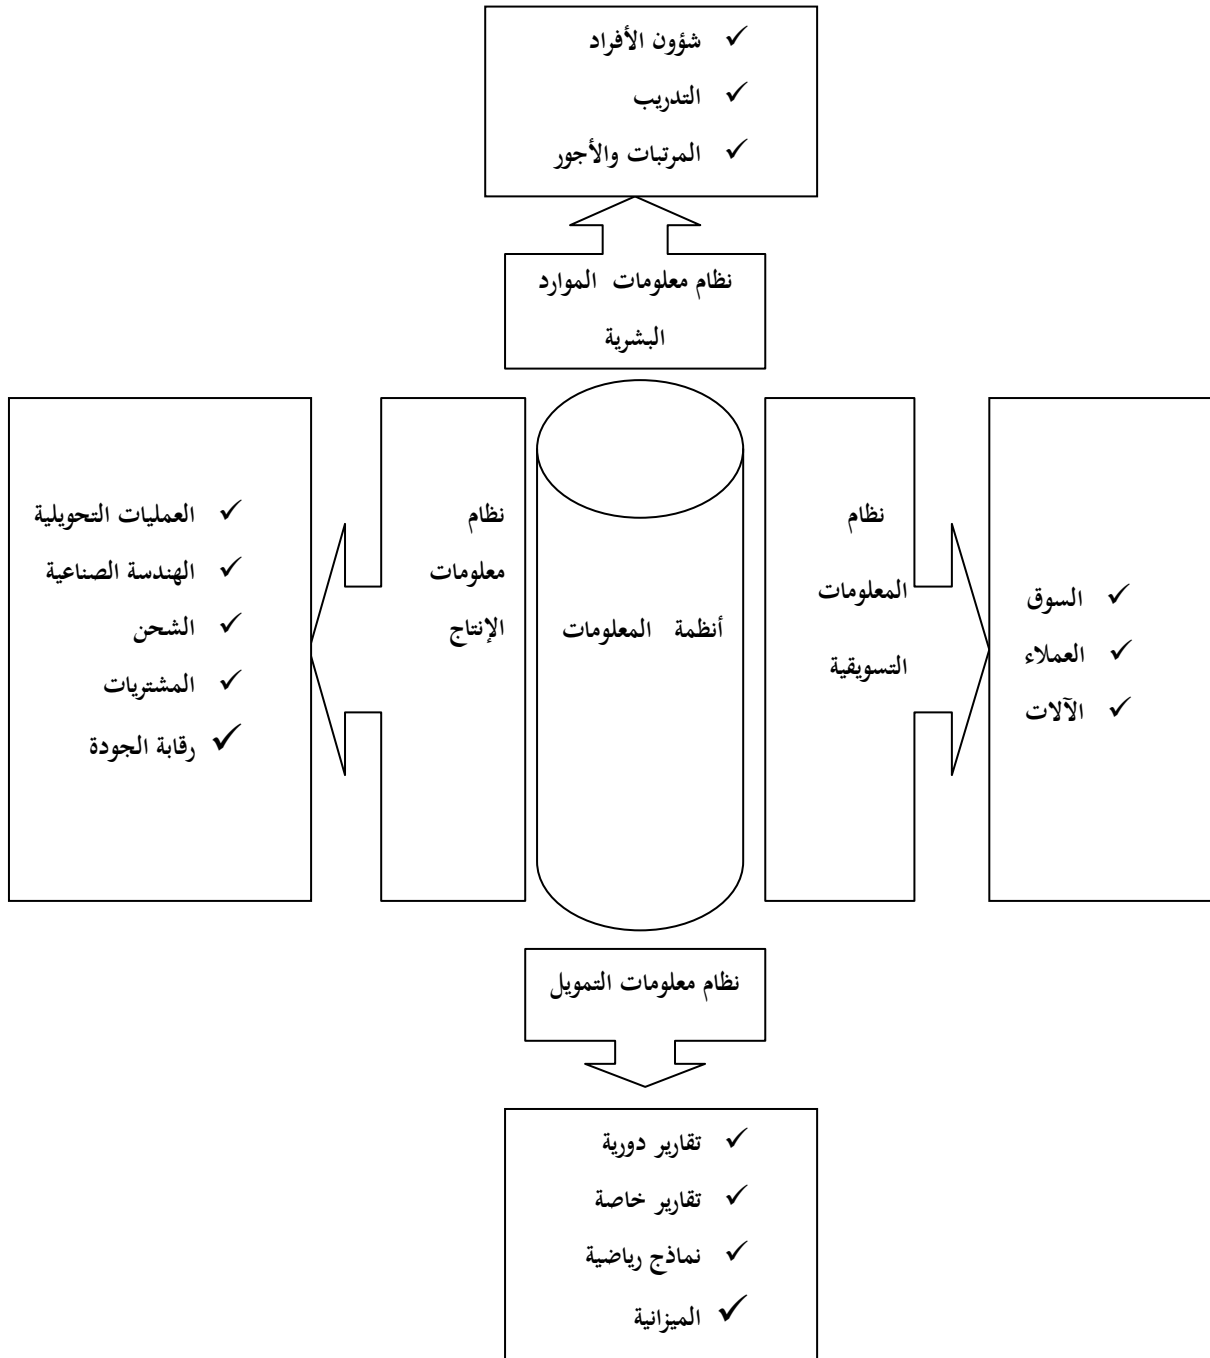 ✓ شؤون الأفراد
✓ التدريب
✓ المرتبات والأجور
نظام معلومات الموارد
البشرية
نظام
المعلومات
التسويقية
✓ السوق
✓ العملاء
✓ الآلات
أنظمة المعلومات
نظام
معلومات
الإنتاج
✓ العمليات التحويلية
✓ الهندسة الصناعية
✓ الشحن
✓ المشتريات
✓ رقابة الجودة
نظام معلومات التمويل
✓ تقارير دورية
✓ تقارير خاصة
✓ نماذج رياضية
✓ الميزانية